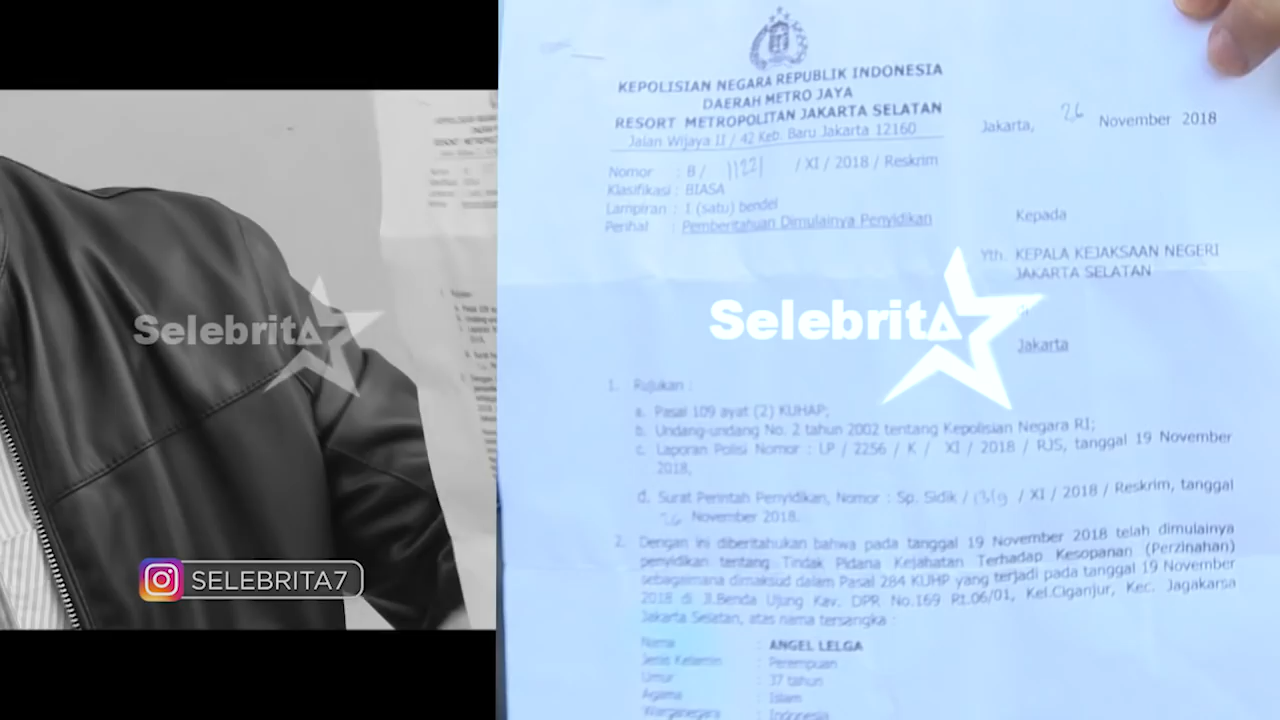 KEPOLISIAN NEGARA REPUBLIK INDONESIA
DAERAH METRO JAYA
RESORT METROPOLITAN JAKARTA SELATAN
Jalan Wijaya II / 42 Keb. Baru Jakarta 12160
Jakarta, 26 November 2018
Nomor : B / 11221 / XI / 2018 / Reskrim
Klasifikasi : BIASA
Lampiran : 1 (satu) bendel
Perihal : Pemberitahuan Dimulainya Penyidikan
Kepada
Yth. KEPALA KEJAKSAAN NEGERI
JAKARTA SELATAN
di
Jakarta
1. Rujukan :
a. Pasal 109 ayat (2) KUHAP;
b. Undang-undang No. 2 tahun 2002 tentang Kepolisian Negara RI;
c. Laporan Polisi Nomor : LP / 2256 / K / XI / 2018 / RJS, tanggal 19 November
2018,
d. Surat Perintah Penyidikan, Nomor : Sp. Sidik / / XI / 2018 / Reskrim, tanggal
26 November 2018.
2. Dengan ini diberitahukan bahwa pada tanggal 19 November 2018 telah dimulainya
penyidikan tentang Tindak Pidana Kejahatan Terhadap Kesopanan (Perzinahan)
sebagaimana dimaksud dalam Pasal 284 KUHP yang terjadi pada tanggal 19 November
2018 di Jl.Benda Ujung Kav. DPR No.169 Rt.06/01, Kel.Ciganjur, Kec. Jagakarsa
Jakarta Selatan, atas nama tersangka :
Nama : ANGEL LELGA
Jenis Kelamin : Perempuan
Umur : 37 tahun
Agama : Islam
Warganegara : Indonesia
Selebrita
Selebrita
SELEBRITA7